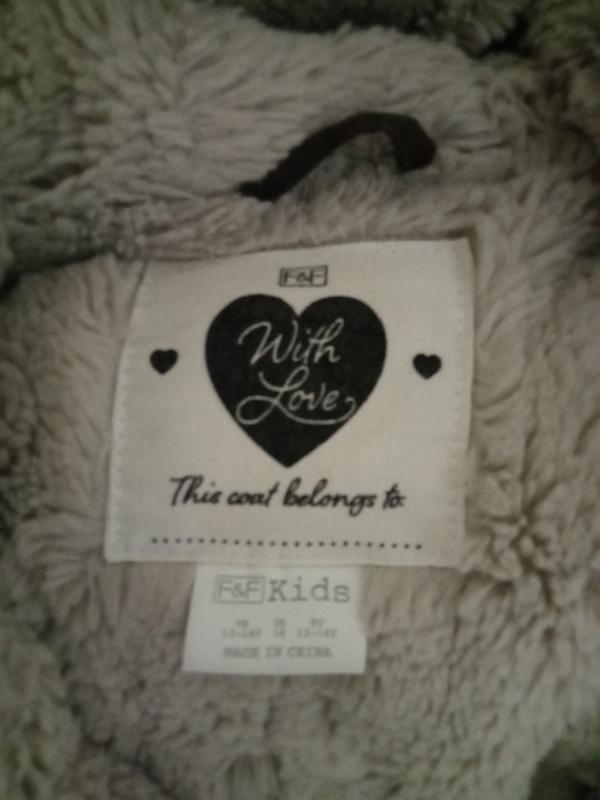 F&F
With
Love
This coat belongs to:
F&F Kids
MADE IN CHINA